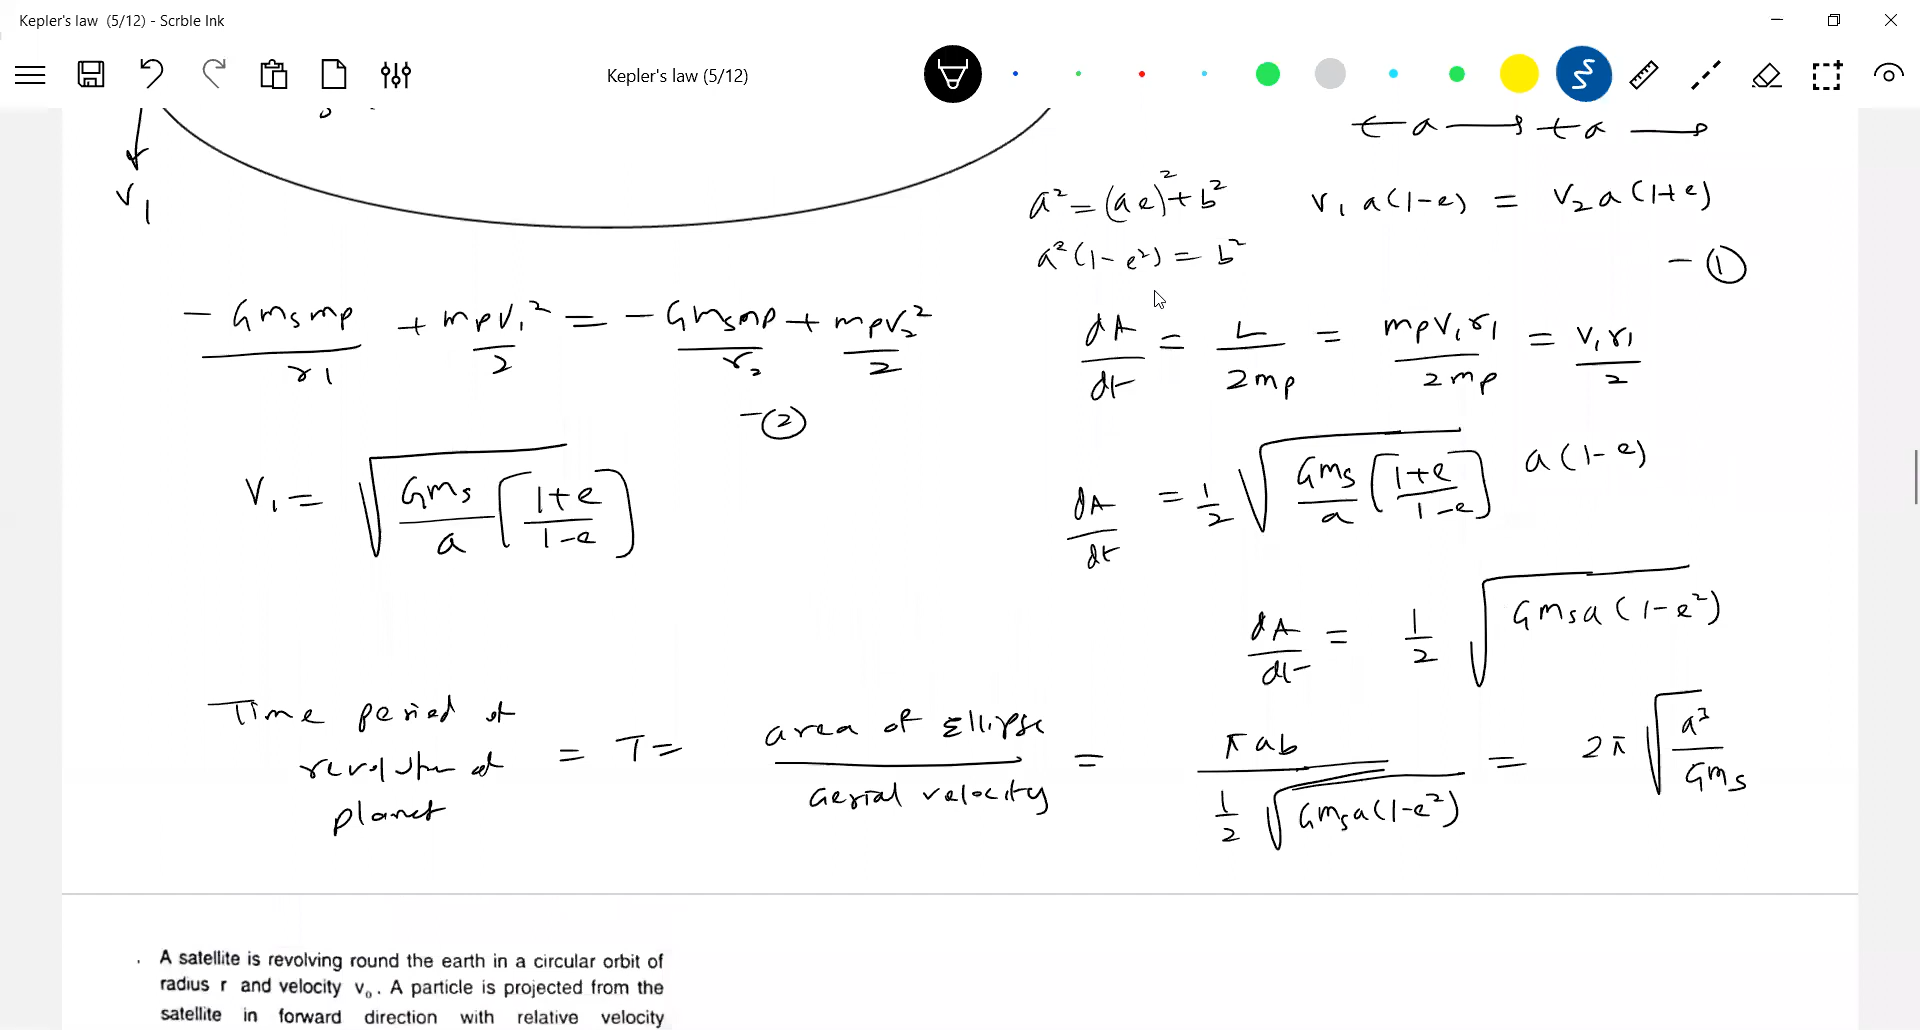 Kepler's law (5/12) - Scrble Ink
Kepler's law (5/12)
← a → ← a →
v₁
a² = (ae)² + b²
v₁ a(1-e) = v₂ a(1+e)
a²(1-e²) = b²
- ①
- Gmₛmₚ/r₁ + mₚv₁²/2 = - Gmₛmₚ/r₂ + mₚv₂²/2
- ②
dA/dt = L/2mₚ = mₚv₁r₁/2mₚ = v₁r₁/2
v₁ = √(Gmₛ/a [1+e/1-e])
dA/dt = 1/2 √(Gmₛ/a [1+e/1-e]) a(1-e)
dA/dt = 1/2 √(Gmₛa(1-e²))
Time period of
revolution of
planet
= T = area of Ellipse/aerial velocity = πab/(1/2 √(Gmₛa(1-e²))) = 2π √(a³/Gmₛ)
. A satellite is revolving round the earth in a circular orbit of
radius r and velocity v₀. A particle is projected from the
satellite in forward direction with relative velocity